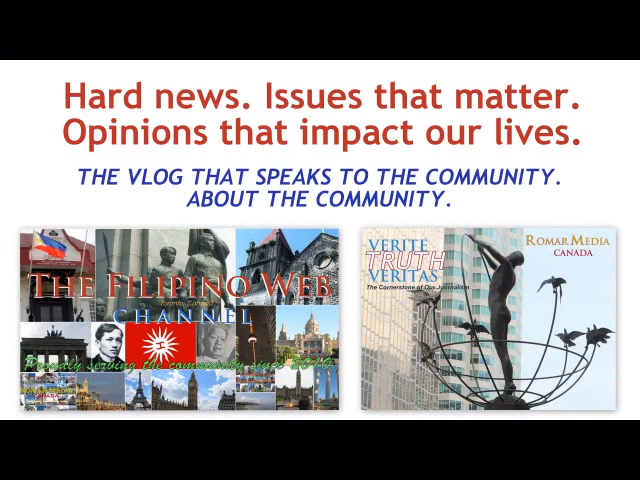 Hard news. Issues that matter.
Opinions that impact our lives.
THE VLOG THAT SPEAKS TO THE COMMUNITY.
ABOUT THE COMMUNITY.
THE FILIPINO WEB
Toronto, Canada
CHANNEL
Proudly serving the community since 2010.
VERITE
TRUTH
VERITAS
The Cornerstone of Our Journalism
ROMAR MEDIA
CANADA